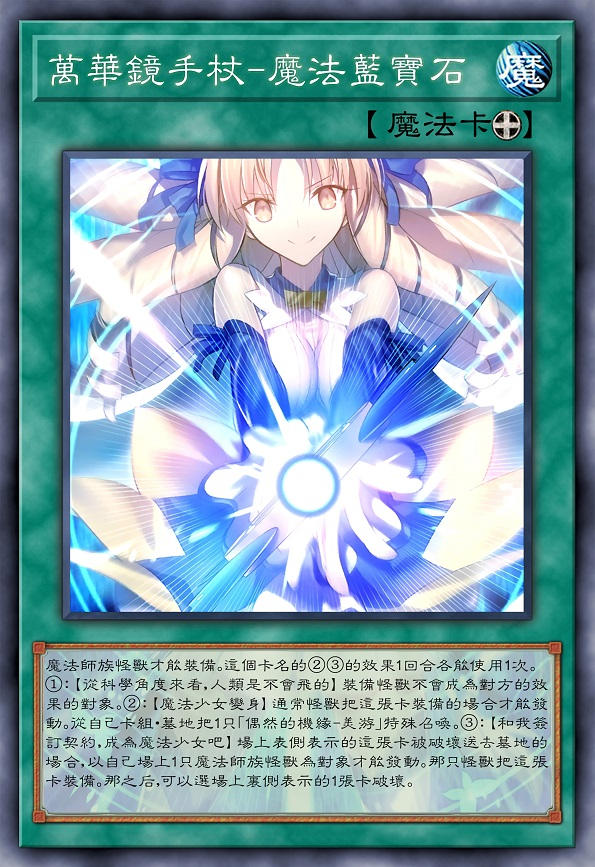 萬華鏡手杖-魔法藍寶石
魔
【魔法卡】
魔法師族怪獸才能裝備。這個卡名的②③的效果1回合各能使用1次。
①:【從科學角度來看,人類是不會飛的】裝備怪獸不會成為對方的效
果的對象。②:【魔法少女變身】通常怪獸把這張卡裝備的場合才能發
動。從自己卡組·墓地把1只「偶然的機緣-美游」特殊召喚。③:【和我簽
訂契約,成為魔法少女吧】場上表側表示的這張卡被破壞送去墓地的
場合,以自己場上1只魔法師族怪獸為對象才能發動。那只怪獸把這張
卡裝備。那之后,可以選場上裏側表示的1張卡破壞。